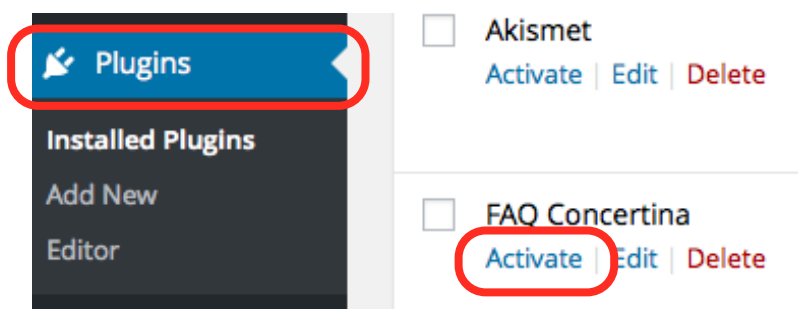 Plugins
Installed Plugins
Add New
Editor
Akismet
Activate | Edit | Delete
FAQ Concertina
Activate | Edit | Delete